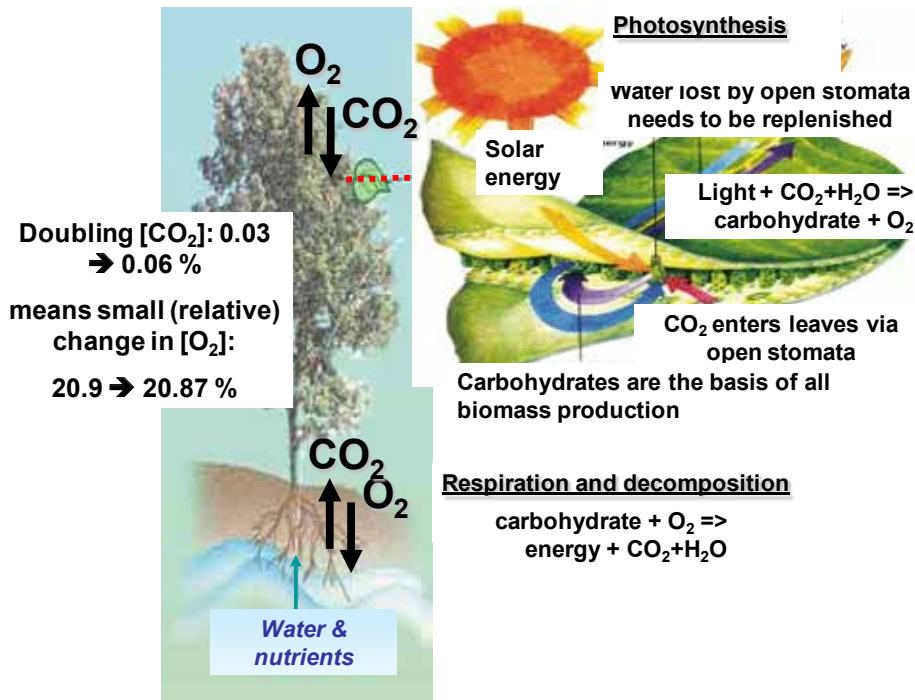 Photosynthesis
O₂
CO₂
Water lost by open stomata
needs to be replenished
Solar
energy
ergy
Light + CO₂+H₂O =>
carbohydrate + O₂
Doubling [CO₂]: 0.03
➔ 0.06 %
means small (relative)
change in [O₂]:
20.9 ➔ 20.87 %
CO₂ enters leaves via
open stomata
Carbohydrates are the basis of all
biomass production
CO₂
O₂
Respiration and decomposition
carbohydrate + O₂ =>
energy + CO₂+H₂O
Water &
nutrients